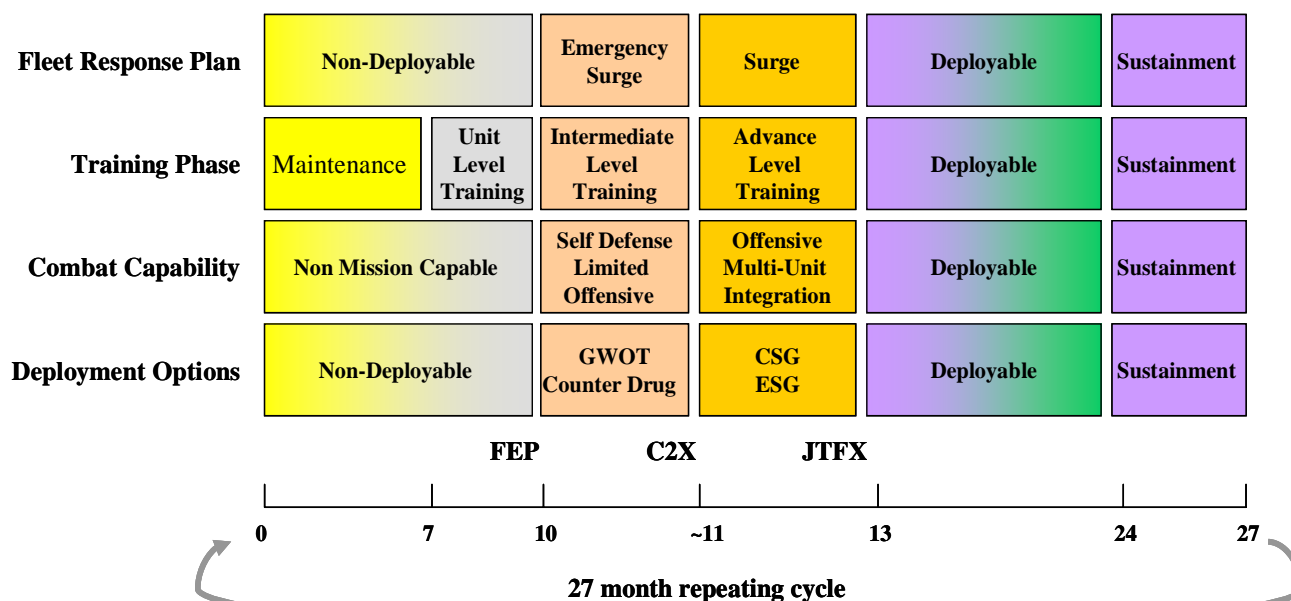 Fleet Response Plan
Non-Deployable
Emergency
Surge
Surge
Deployable
Sustainment
Training Phase
Maintenance
Unit
Level
Training
Intermediate
Level
Training
Advance
Level
Training
Deployable
Sustainment
Combat Capability
Non Mission Capable
Self Defense
Limited
Offensive
Offensive
Multi-Unit
Integration
Deployable
Sustainment
Deployment Options
Non-Deployable
GWOT
Counter Drug
CSG
ESG
Deployable
Sustainment
FEP C2X JTFX
0 7 10 ~11 13 24 27
27 month repeating cycle